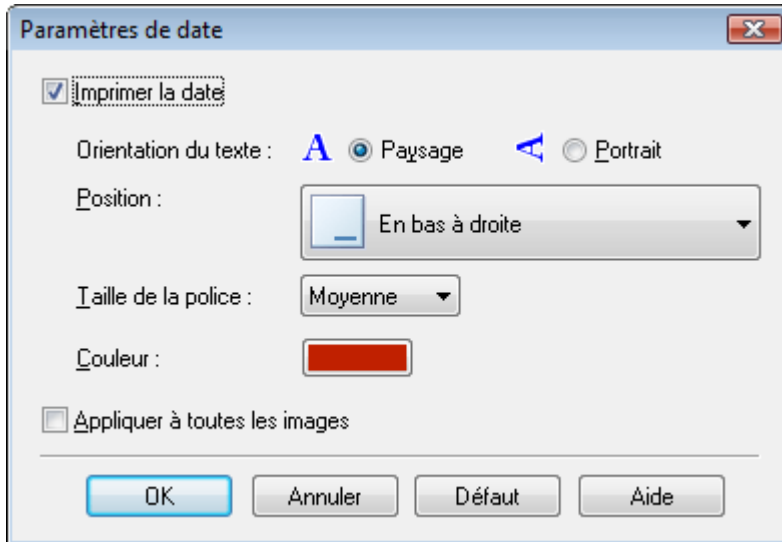 Paramètres de date
Imprimer la date
Orientation du texte : A Paysage A Portrait
Position : En bas à droite
Taille de la police : Moyenne
Couleur :
Appliquer à toutes les images
OK Annuler Défaut Aide